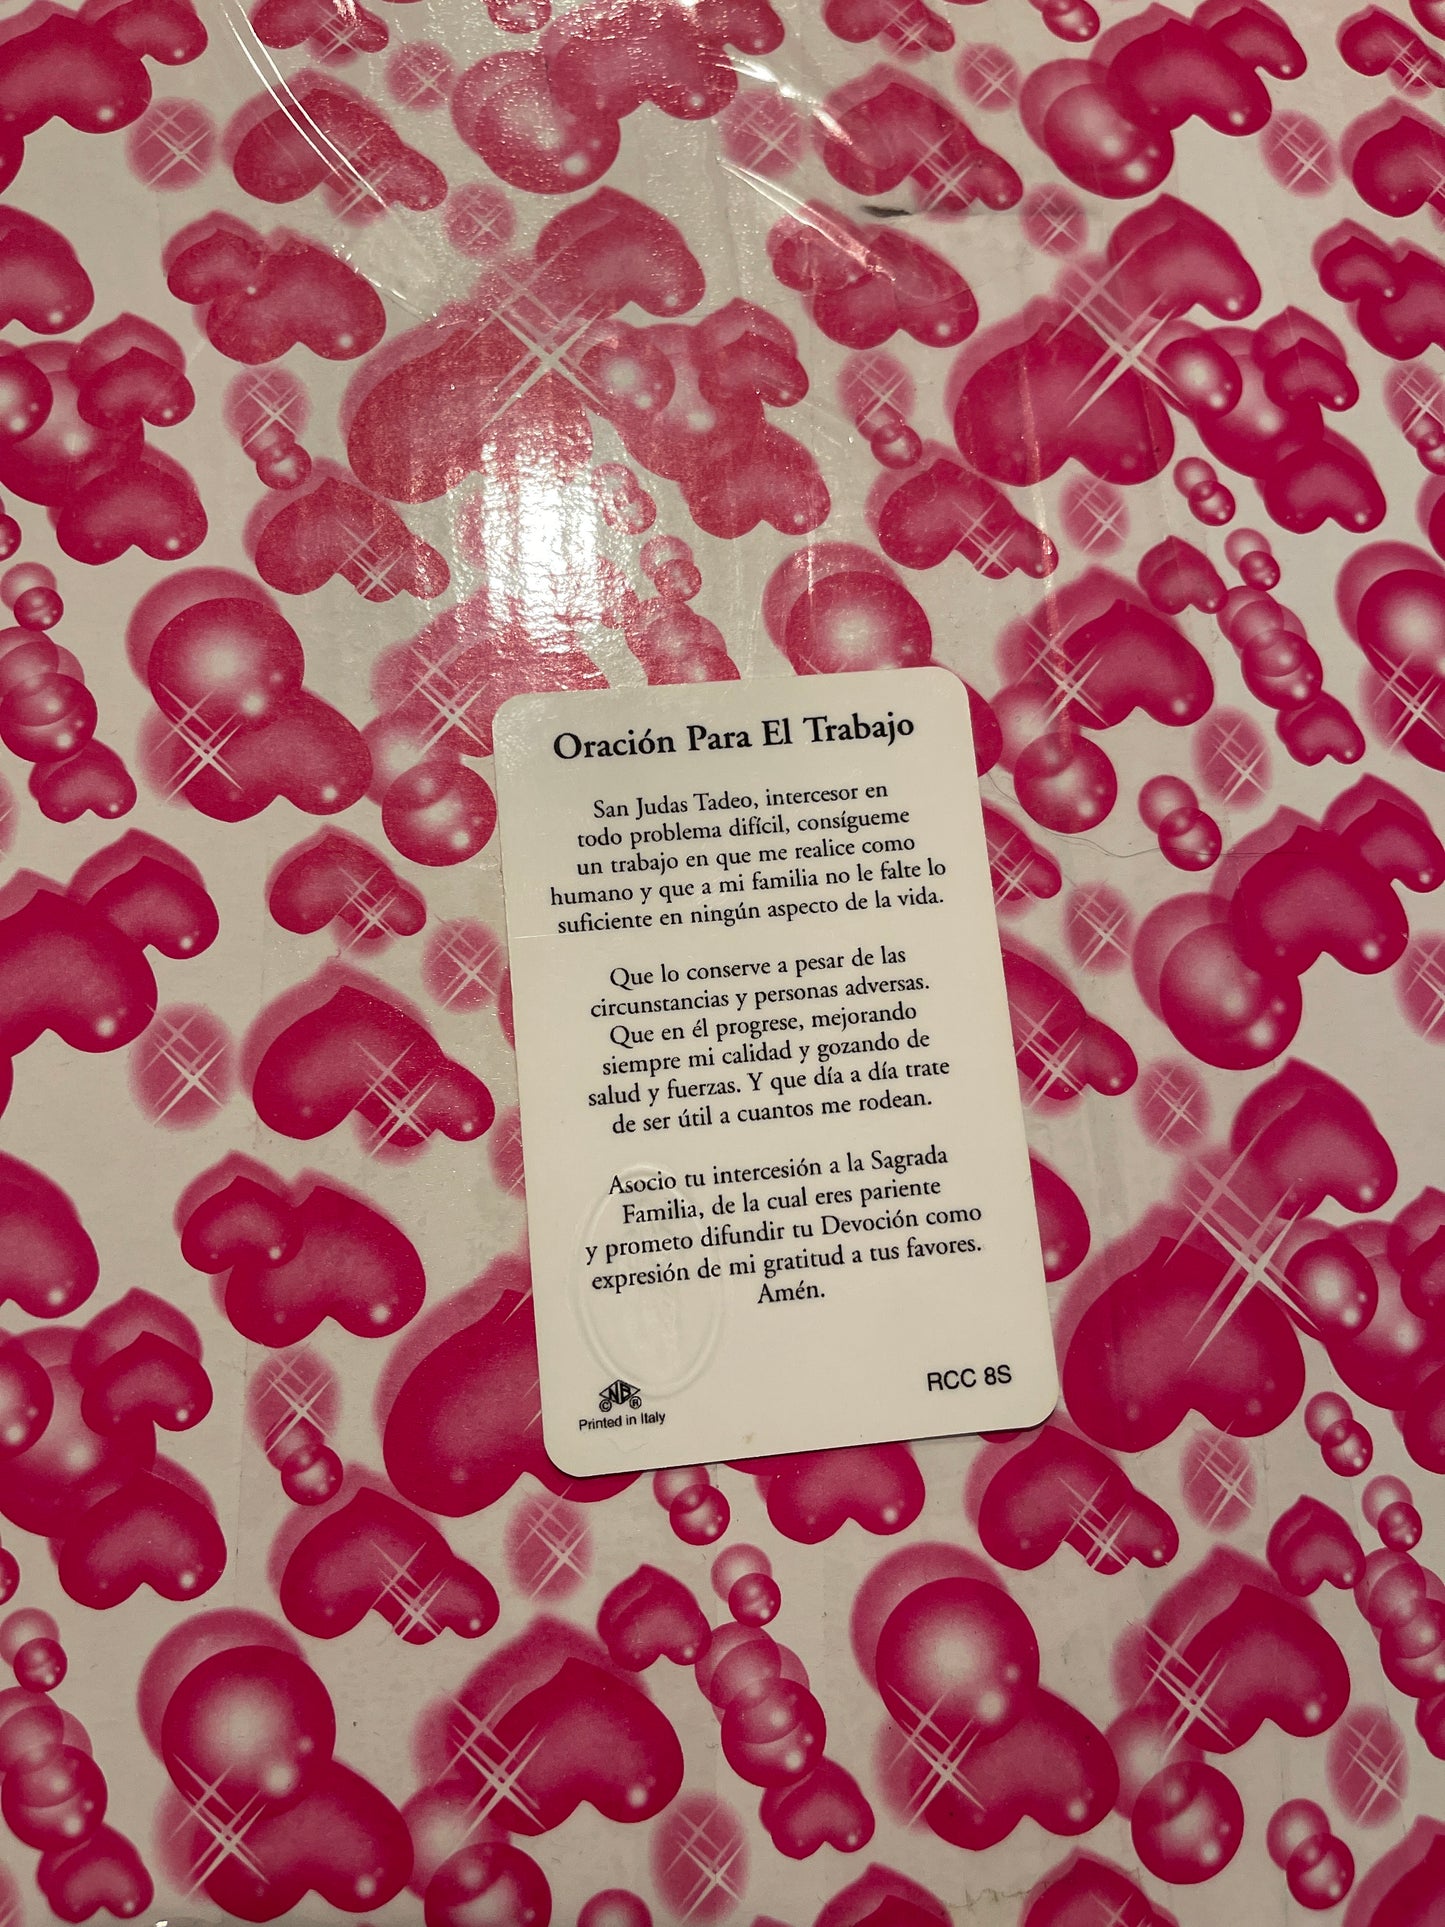 Oración Para El Trabajo
San Judas Tadeo, intercesor en
todo problema difícil, consígueme
un trabajo en que me realice como
humano y que a mi familia no le falte lo
suficiente en ningún aspecto de la vida.
Que lo conserve a pesar de las
circunstancias y personas adversas.
Que en él progrese, mejorando
siempre mi calidad y gozando de
salud y fuerzas. Y que día a día trate
de ser útil a cuantos me rodean.
Asocio tu intercesión a la Sagrada
Familia, de la cual eres pariente
y prometo difundir tu Devoción como
expresión de mi gratitud a tus favores.
Amén.
© NB ®
Printed in Italy
RCC 8S